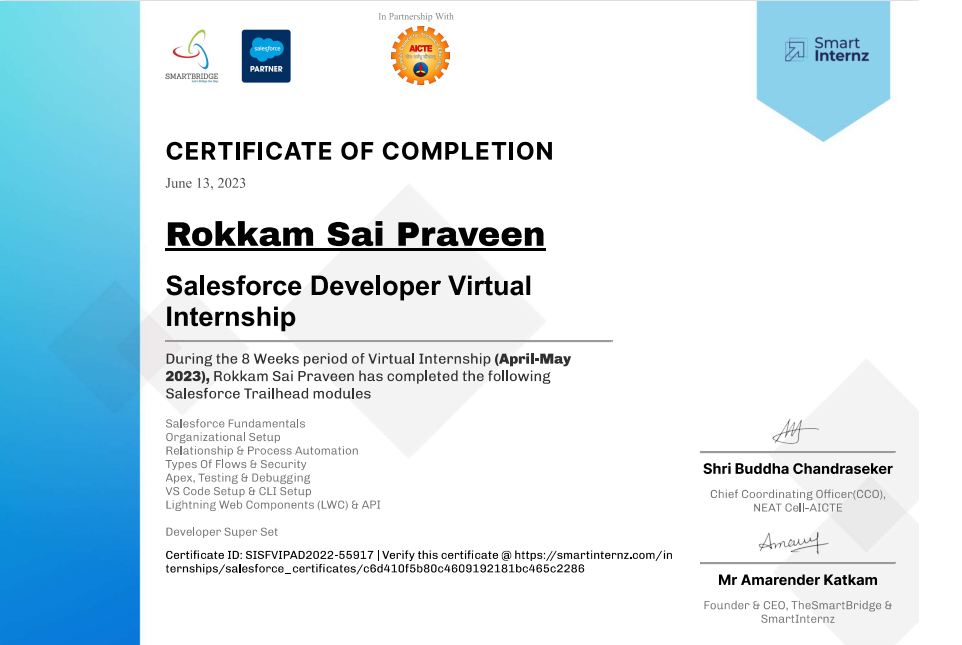 In Partnership With
SMARTBRIDGE
salesforce
PARTNER
AICTE
Smart
Internz
CERTIFICATE OF COMPLETION
June 13, 2023
Rokkam Sai Praveen
Salesforce Developer Virtual
Internship
During the 8 Weeks period of Virtual Internship (April-May
2023), Rokkam Sai Praveen has completed the following
Salesforce Trailhead modules
Salesforce Fundamentals
Organizational Setup
Relationship & Process Automation
Types Of Flows & Security
Apex, Testing & Debugging
VS Code Setup & CLI Setup
Lightning Web Components (LWC) & API
Developer Super Set
Certificate ID: SISFVIPAD2022-55917 | Verify this certificate @ https://smartinternz.com/in
ternships/salesforce_certificates/c6d410f5b80c4609192181bc465c2286
Shri Buddha Chandraseker
Chief Coordinating Officer(CCO),
NEAT Cell-AICTE
Mr Amarender Katkam
Founder & CEO, TheSmartBridge &
SmartInternz